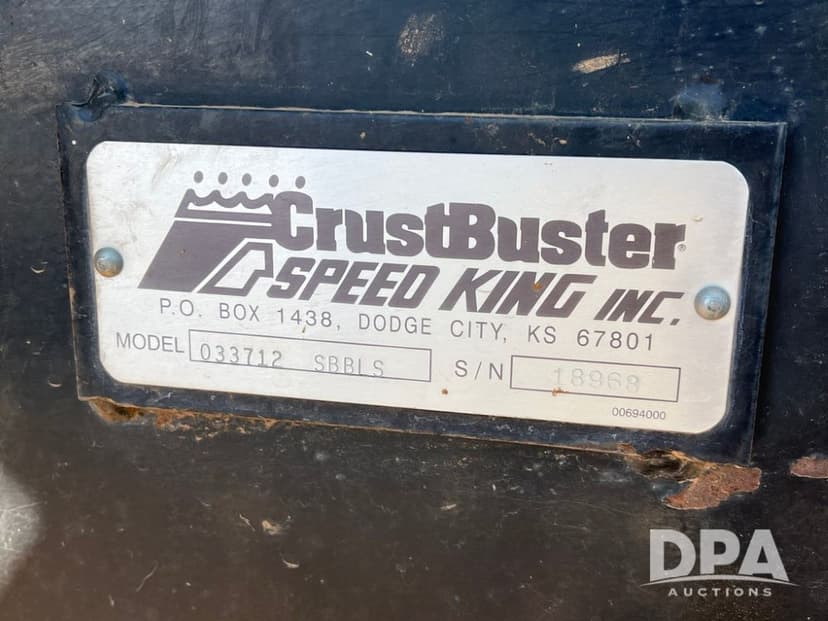 CrustBuster®
SPEED KING INC.
P.O. BOX 1438, DODGE CITY, KS 67801
MODEL 033712 SBBLS S/N 18968
00694000
DPA
AUCTIONS